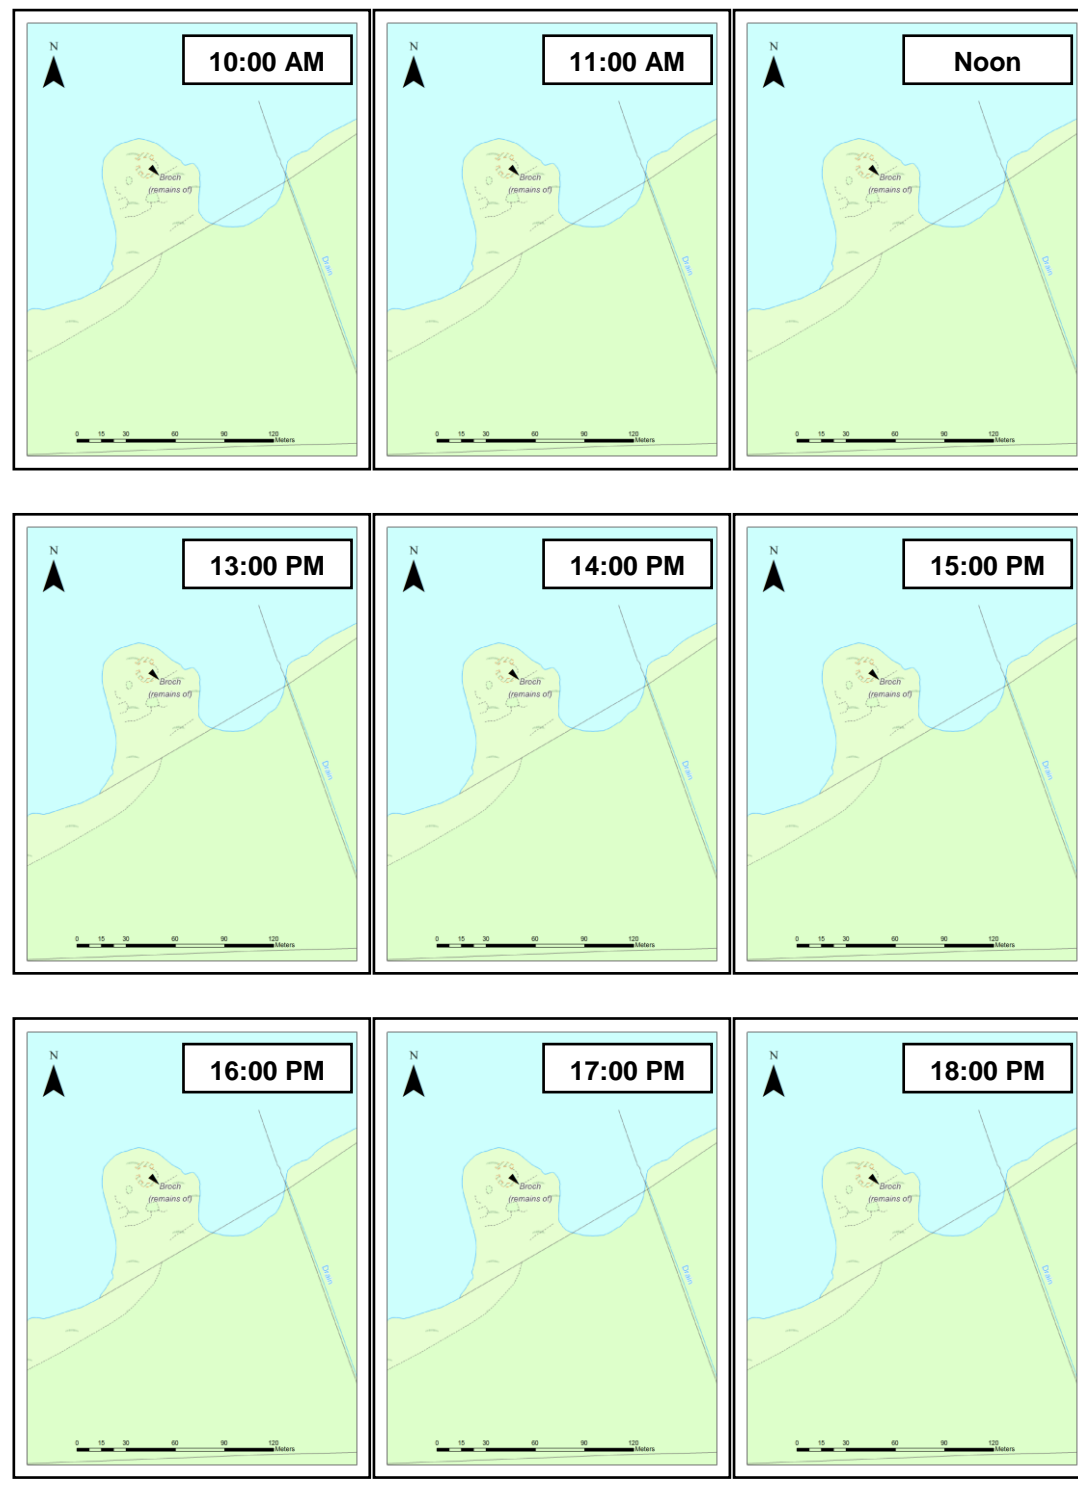 N
10:00 AM
Broch
(remains of)
Drain
0 15 30 60 90 120
Meters
N
11:00 AM
Broch
(remains of)
Drain
0 15 30 60 90 120
Meters
N
Noon
Broch
(remains of)
Drain
0 15 30 60 90 120
Meters
N
13:00 PM
Broch
(remains of)
Drain
0 15 30 60 90 120
Meters
N
14:00 PM
Broch
(remains of)
Drain
0 15 30 60 90 120
Meters
N
15:00 PM
Broch
(remains of)
Drain
0 15 30 60 90 120
Meters
N
16:00 PM
Broch
(remains of)
Drain
0 15 30 60 90 120
Meters
N
17:00 PM
Broch
(remains of)
Drain
0 15 30 60 90 120
Meters
N
18:00 PM
Broch
(remains of)
Drain
0 15 30 60 90 120
Meters